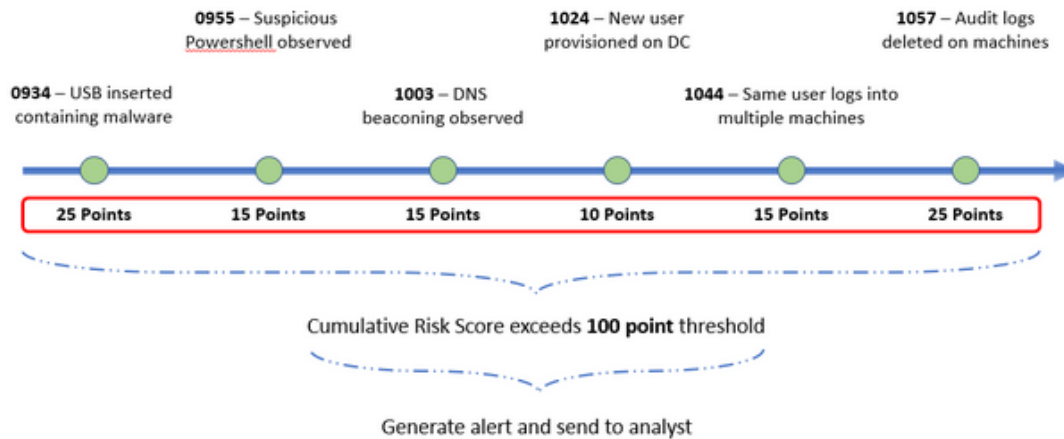 0955 – Suspicious
Powershell observed
1024 – New user
provisioned on DC
1057 – Audit logs
deleted on machines
0934 – USB inserted
containing malware
1003 – DNS
beaconing observed
1044 – Same user logs into
multiple machines
25 Points
15 Points
15 Points
10 Points
15 Points
25 Points
Cumulative Risk Score exceeds 100 point threshold
Generate alert and send to analyst